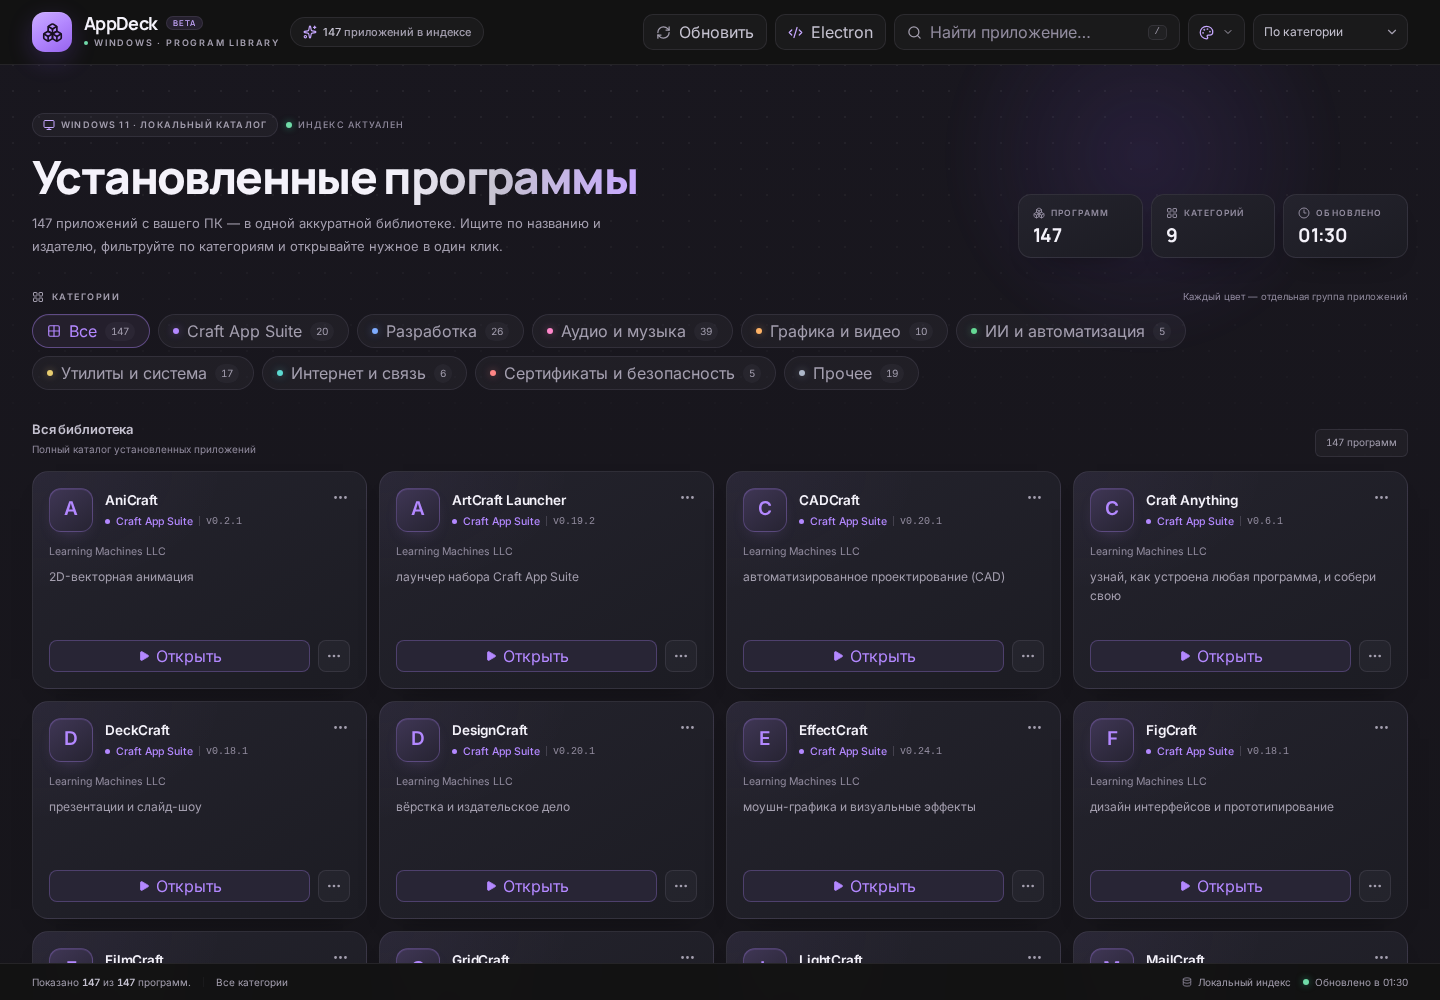 AppDeck BETA
WINDOWS · PROGRAM LIBRARY
147 приложений в индексе
Обновить
Electron
Найти приложение...
/
По категории
WINDOWS 11 · ЛОКАЛЬНЫЙ КАТАЛОГ
ИНДЕКС АКТУАЛЕН
Установленные программы
147 приложений с вашего ПК — в одной аккуратной библиотеке. Ищите по названию и
издателю, фильтруйте по категориям и открывайте нужное в один клик.
ПРОГРАММ
147
КАТЕГОРИЙ
9
ОБНОВЛЕНО
01:30
КАТЕГОРИИ
Каждый цвет — отдельная группа приложений
Все 147
Craft App Suite 20
Разработка 26
Аудио и музыка 39
Графика и видео 10
ИИ и автоматизация 5
Утилиты и система 17
Интернет и связь 6
Сертификаты и безопасность 5
Прочее 19
Вся библиотека
Полный каталог установленных приложений
147 программ
A
AniCraft
Craft App Suite v0.2.1
Learning Machines LLC
2D-векторная анимация
Открыть
A
ArtCraft Launcher
Craft App Suite v0.19.2
Learning Machines LLC
лаунчер набора Craft App Suite
Открыть
C
CADCraft
Craft App Suite v0.20.1
Learning Machines LLC
автоматизированное проектирование (CAD)
Открыть
C
Craft Anything
Craft App Suite v0.6.1
Learning Machines LLC
узнай, как устроена любая программа, и собери
свою
Открыть
D
DeckCraft
Craft App Suite v0.18.1
Learning Machines LLC
презентации и слайд-шоу
Открыть
D
DesignCraft
Craft App Suite v0.20.1
Learning Machines LLC
вёрстка и издательское дело
Открыть
E
EffectCraft
Craft App Suite v0.24.1
Learning Machines LLC
моушн-графика и визуальные эффекты
Открыть
F
FigCraft
Craft App Suite v0.18.1
Learning Machines LLC
дизайн интерфейсов и прототипирование
Открыть
FilmCraft
GridCraft
LightCraft
MailCraft
Показано 147 из 147 программ.
Все категории
Локальный индекс
Обновлено в 01:30